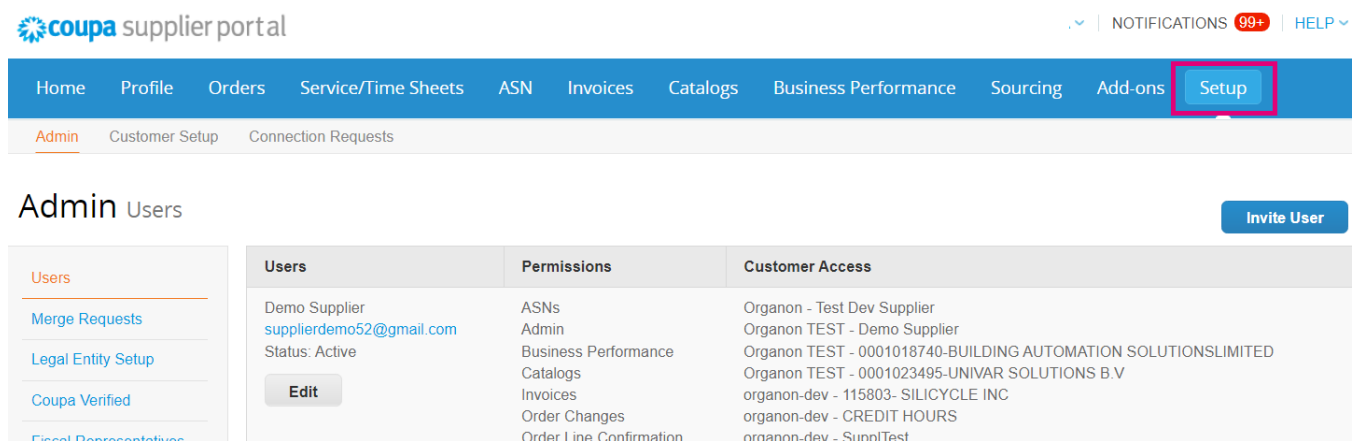 coupa supplier portal
NOTIFICATIONS 99+ HELP
Home Profile Orders Service/Time Sheets ASN Invoices Catalogs Business Performance Sourcing Add-ons Setup
Admin Customer Setup Connection Requests
Admin Users
Invite User
Users
Merge Requests
Legal Entity Setup
Coupa Verified
Fiscal Representatives
Users Permissions Customer Access
Demo Supplier
supplierdemo52@gmail.com
Status: Active
Edit
ASNs
Admin
Business Performance
Catalogs
Invoices
Order Changes
Order Line Confirmation
Organon - Test Dev Supplier
Organon TEST - Demo Supplier
Organon TEST - 0001018740-BUILDING AUTOMATION SOLUTIONSLIMITED
Organon TEST - 0001023495-UNIVAR SOLUTIONS B.V
organon-dev - 115803- SILICYCLE INC
organon-dev - CREDIT HOURS
organon-dev - SupplTest